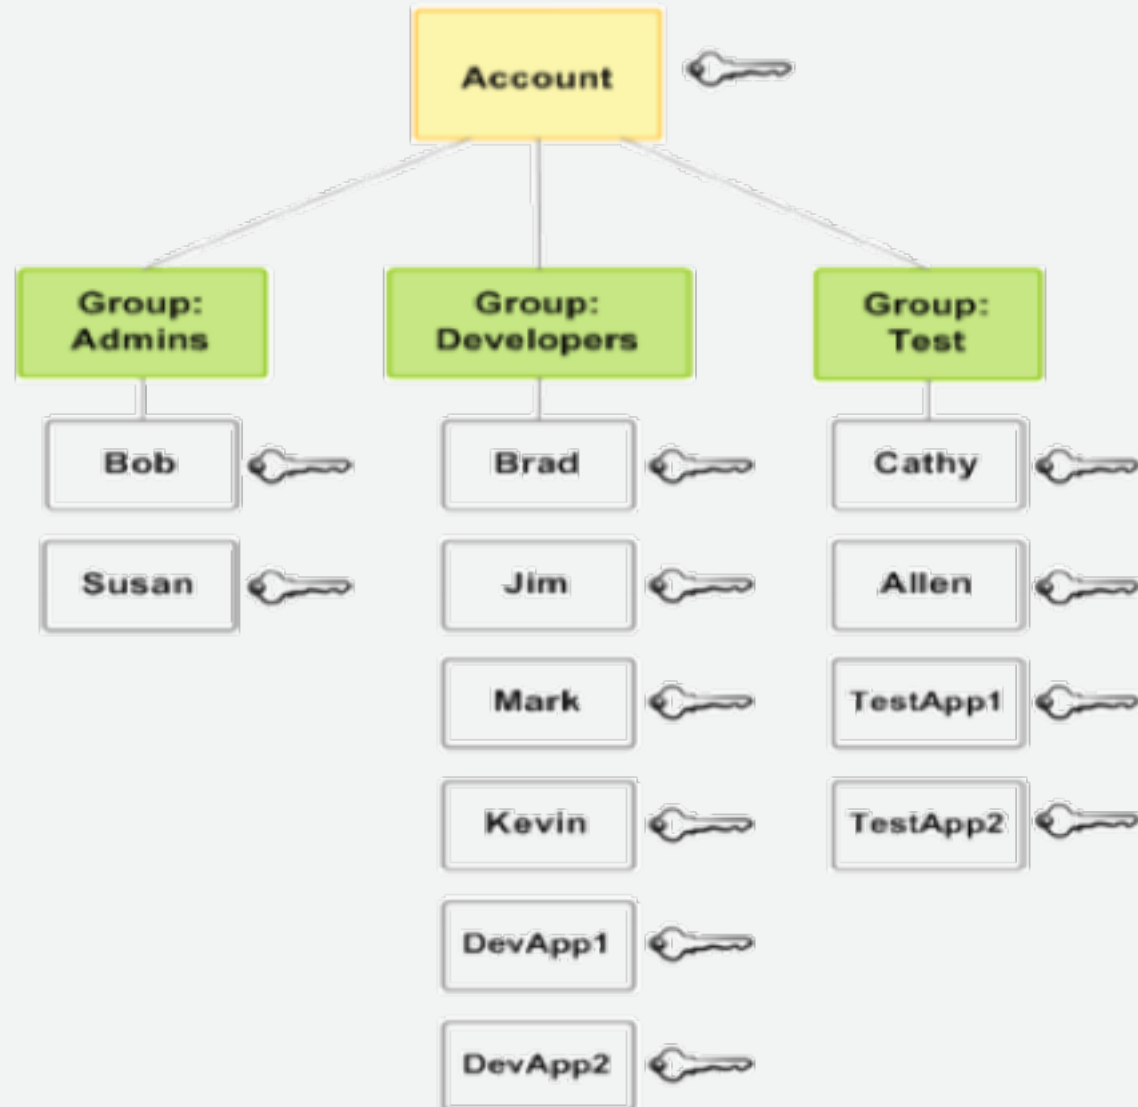 Account
Group:
Admins
Group:
Developers
Group:
Test
Bob
Brad
Cathy
Susan
Jim
Allen
Mark
TestApp1
Kevin
TestApp2
DevApp1
DevApp2